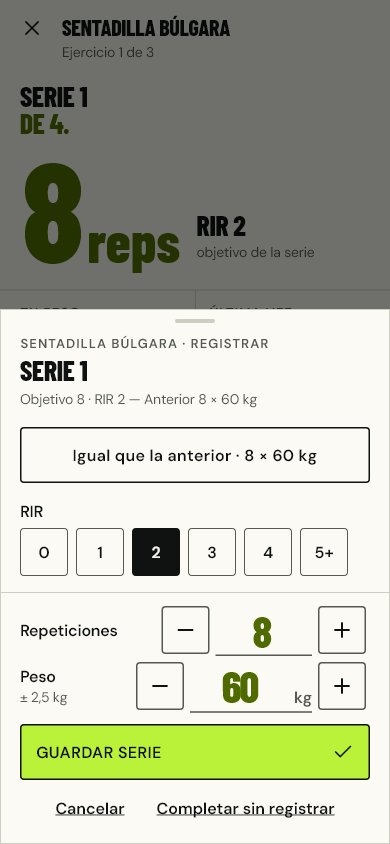 SENTADILLA BÚLGARA
Ejercicio 1 de 3
SERIE 1
DE 4.
8 reps
RIR 2
objetivo de la serie
SENTADILLA BÚLGARA · REGISTRAR
SERIE 1
Objetivo 8 · RIR 2 — Anterior 8 × 60 kg
Igual que la anterior · 8 × 60 kg
RIR
0 1 2 3 4 5+
Repeticiones
− 8 +
Peso
± 2,5 kg
− 60 kg +
GUARDAR SERIE
Cancelar Completar sin registrar